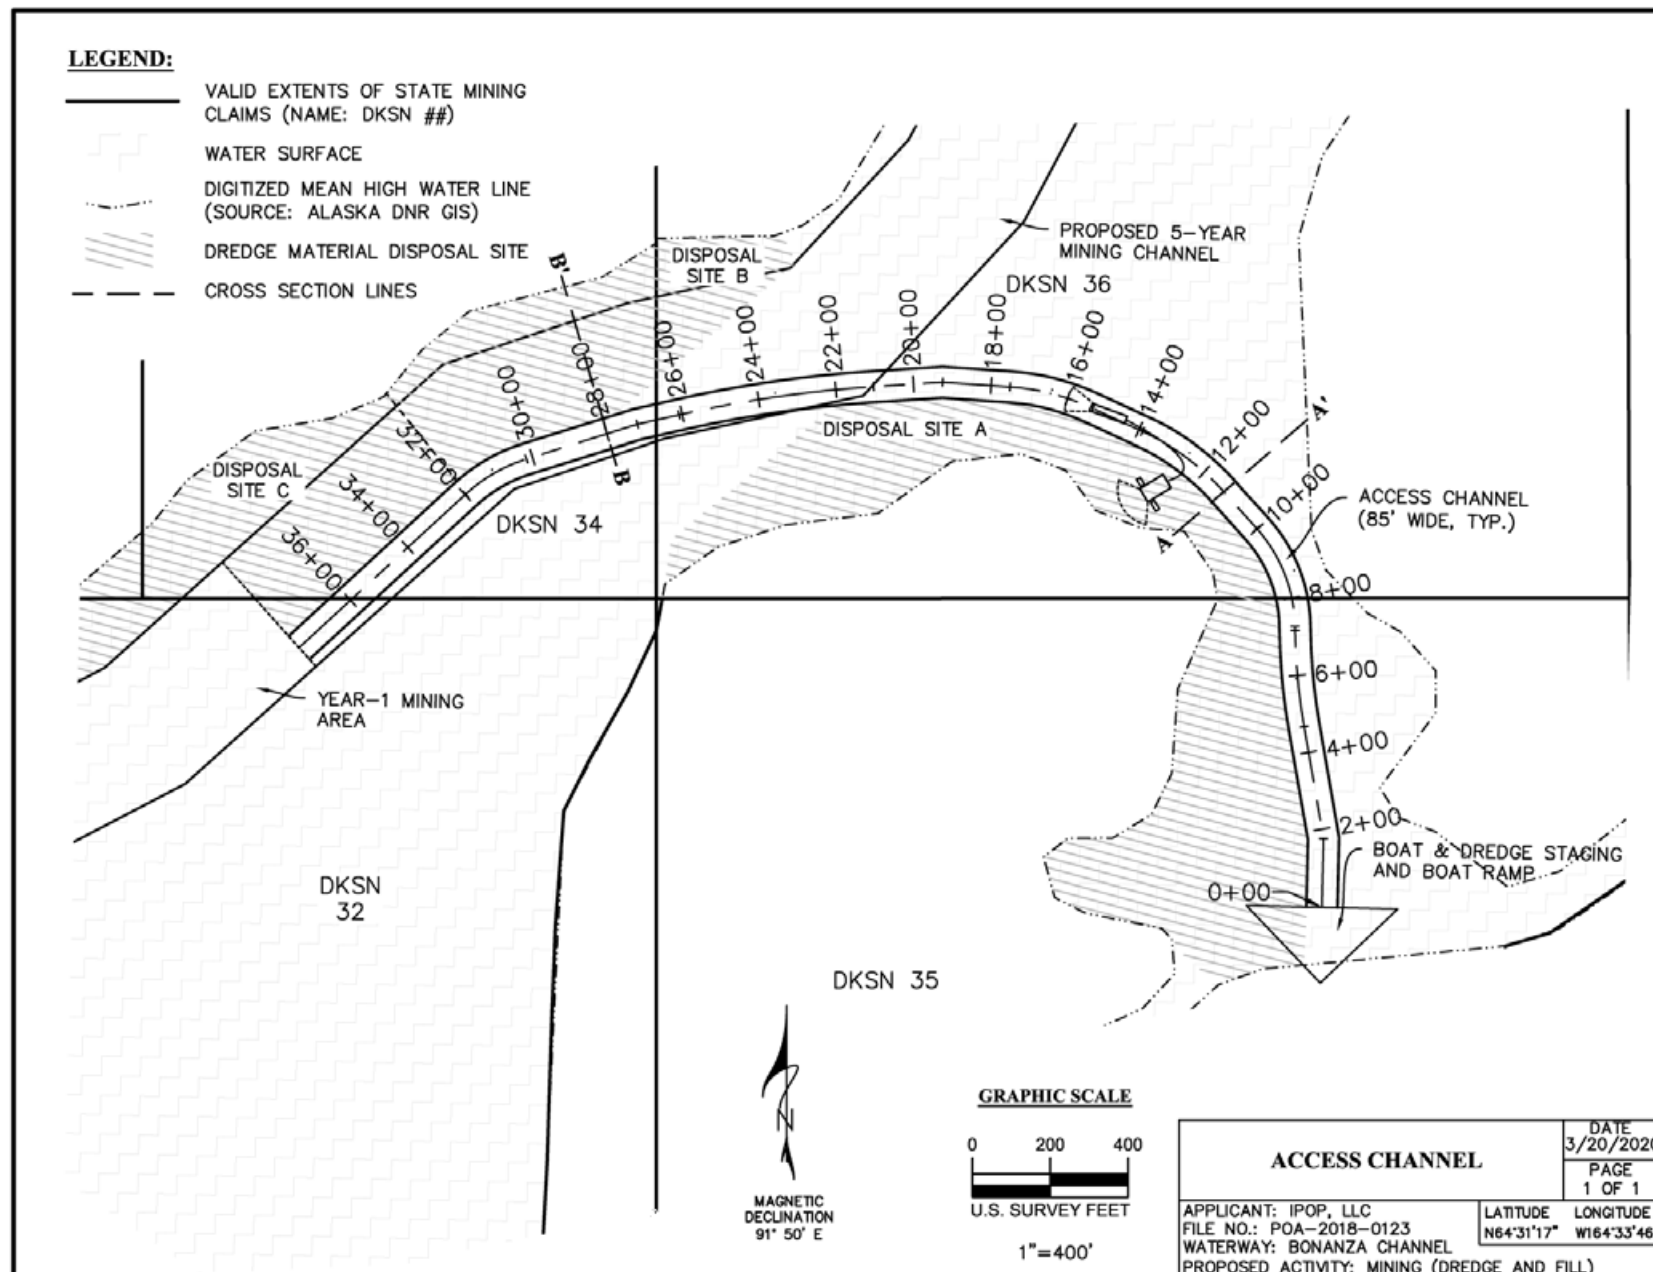 LEGEND:
VALID EXTENTS OF STATE MINING
CLAIMS (NAME: DKSN ##)
WATER SURFACE
DIGITIZED MEAN HIGH WATER LINE
(SOURCE: ALASKA DNR GIS)
DREDGE MATERIAL DISPOSAL SITE
CROSS SECTION LINES
PROPOSED 5-YEAR
MINING CHANNEL
DKSN 36
DISPOSAL
SITE B
B'
B
DISPOSAL SITE A
DISPOSAL
SITE C
DKSN 34
36+00
34+00
32+00
30+00
28+00
26+00
24+00
22+00
20+00
18+00
16+00
14+00
12+00
10+00
8+00
6+00
4+00
2+00
0+00
A'
A
ACCESS CHANNEL
(85' WIDE, TYP.)
YEAR-1 MINING
AREA
BOAT & DREDGE STAGING
AND BOAT RAMP
DKSN
32
DKSN 35
N
MAGNETIC
DECLINATION
91° 50' E
GRAPHIC SCALE
0 200 400
U.S. SURVEY FEET
1"=400'
ACCESS CHANNEL
DATE
3/20/2020
PAGE
1 OF 1
APPLICANT: IPOP, LLC
FILE NO.: POA-2018-0123
WATERWAY: BONANZA CHANNEL
PROPOSED ACTIVITY: MINING (DREDGE AND FILL)
LATITUDE LONGITUDE
N64°31'17" W164°33'46